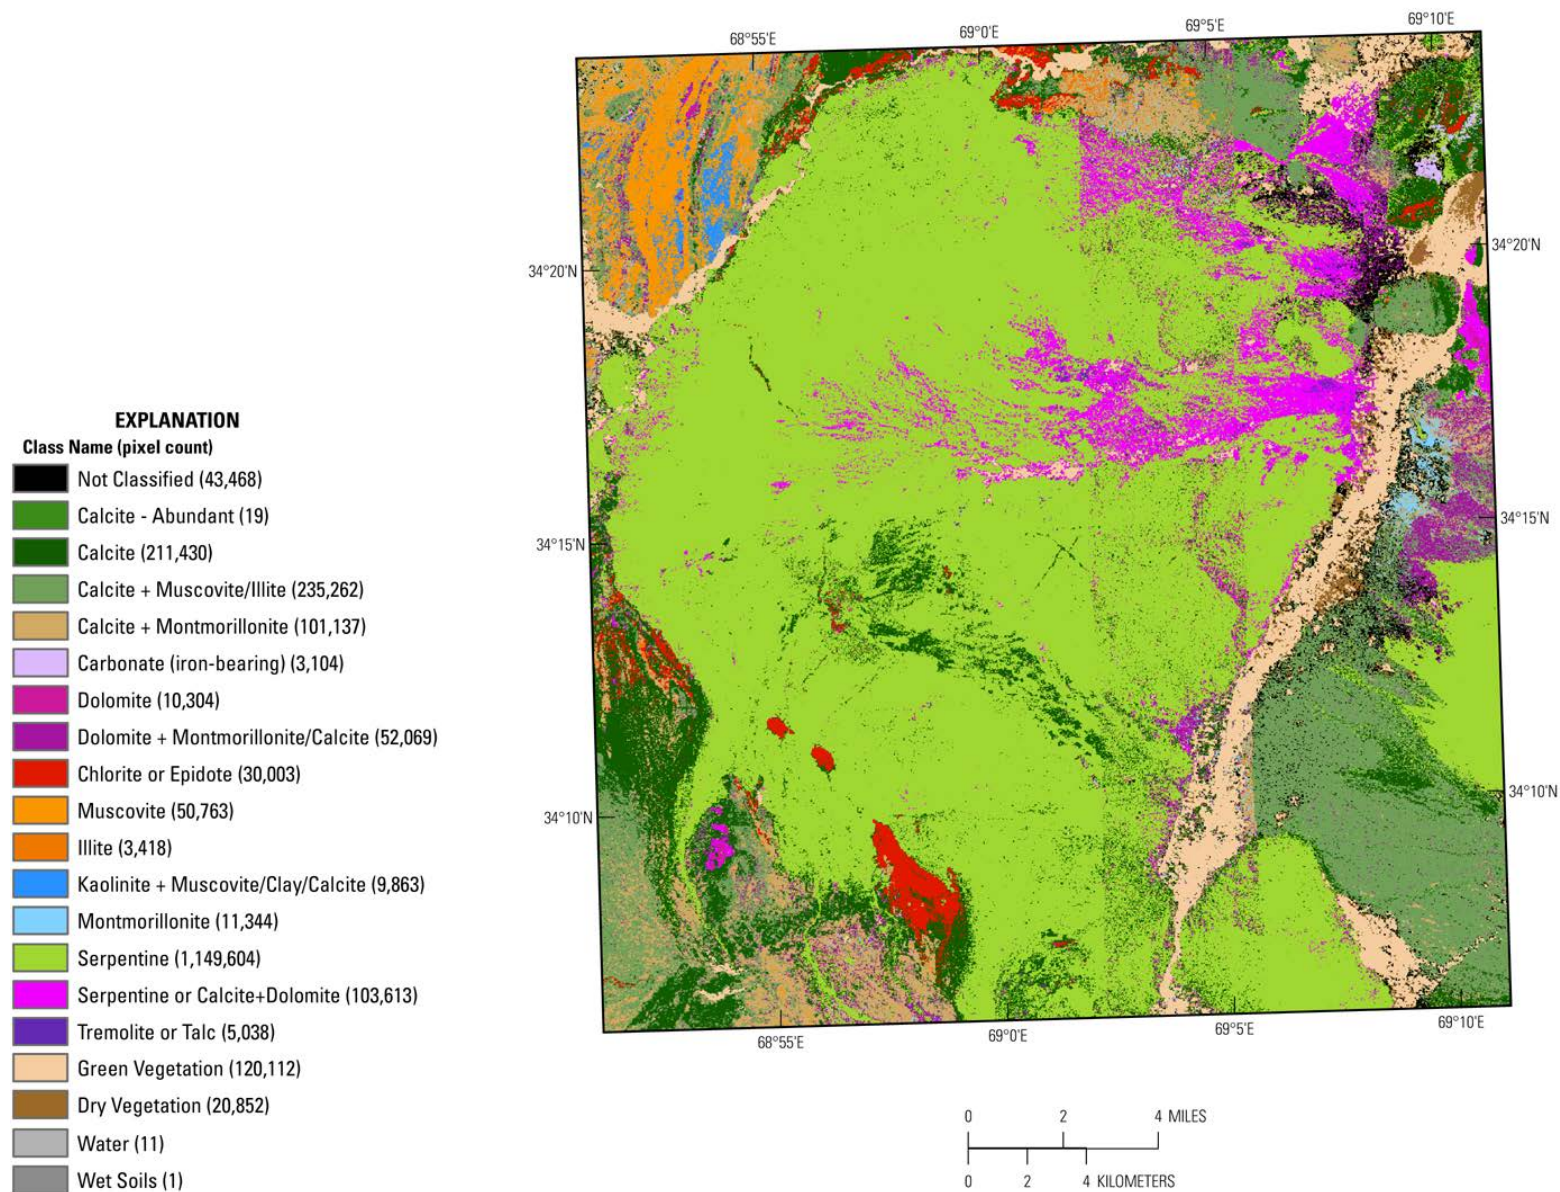 68°55'E
69°0'E
69°5'E
69°10'E
34°20'N
34°20'N
34°15'N
34°15'N
34°10'N
34°10'N
68°55'E
69°0'E
69°5'E
69°10'E
EXPLANATION
Class Name (pixel count)
Not Classified (43,468)
Calcite - Abundant (19)
Calcite (211,430)
Calcite + Muscovite/Illite (235,262)
Calcite + Montmorillonite (101,137)
Carbonate (iron-bearing) (3,104)
Dolomite (10,304)
Dolomite + Montmorillonite/Calcite (52,069)
Chlorite or Epidote (30,003)
Muscovite (50,763)
Illite (3,418)
Kaolinite + Muscovite/Clay/Calcite (9,863)
Montmorillonite (11,344)
Serpentine (1,149,604)
Serpentine or Calcite+Dolomite (103,613)
Tremolite or Talc (5,038)
Green Vegetation (120,112)
Dry Vegetation (20,852)
Water (11)
Wet Soils (1)
0 2 4 MILES
0 2 4 KILOMETERS